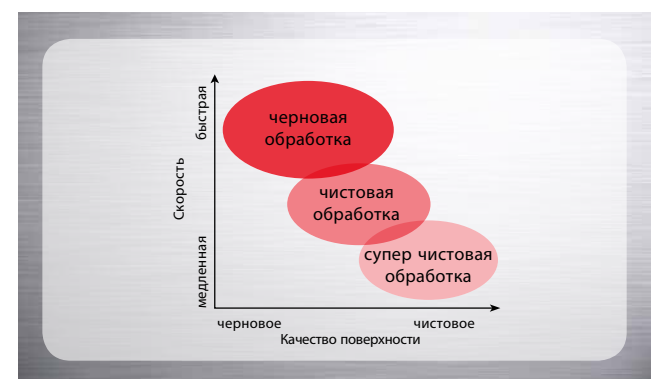 быстрая
Скорость
медленная
черновая
обработка
чистовая
обработка
супер чистовая
обработка
черновое
чистовое
Качество поверхности